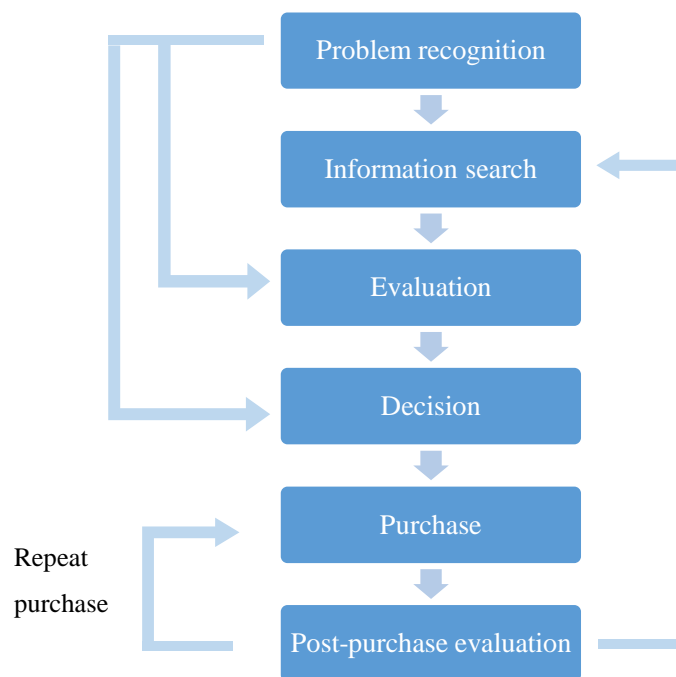 Problem recognition
Information search
Evaluation
Decision
Purchase
Repeat
purchase
Post-purchase evaluation